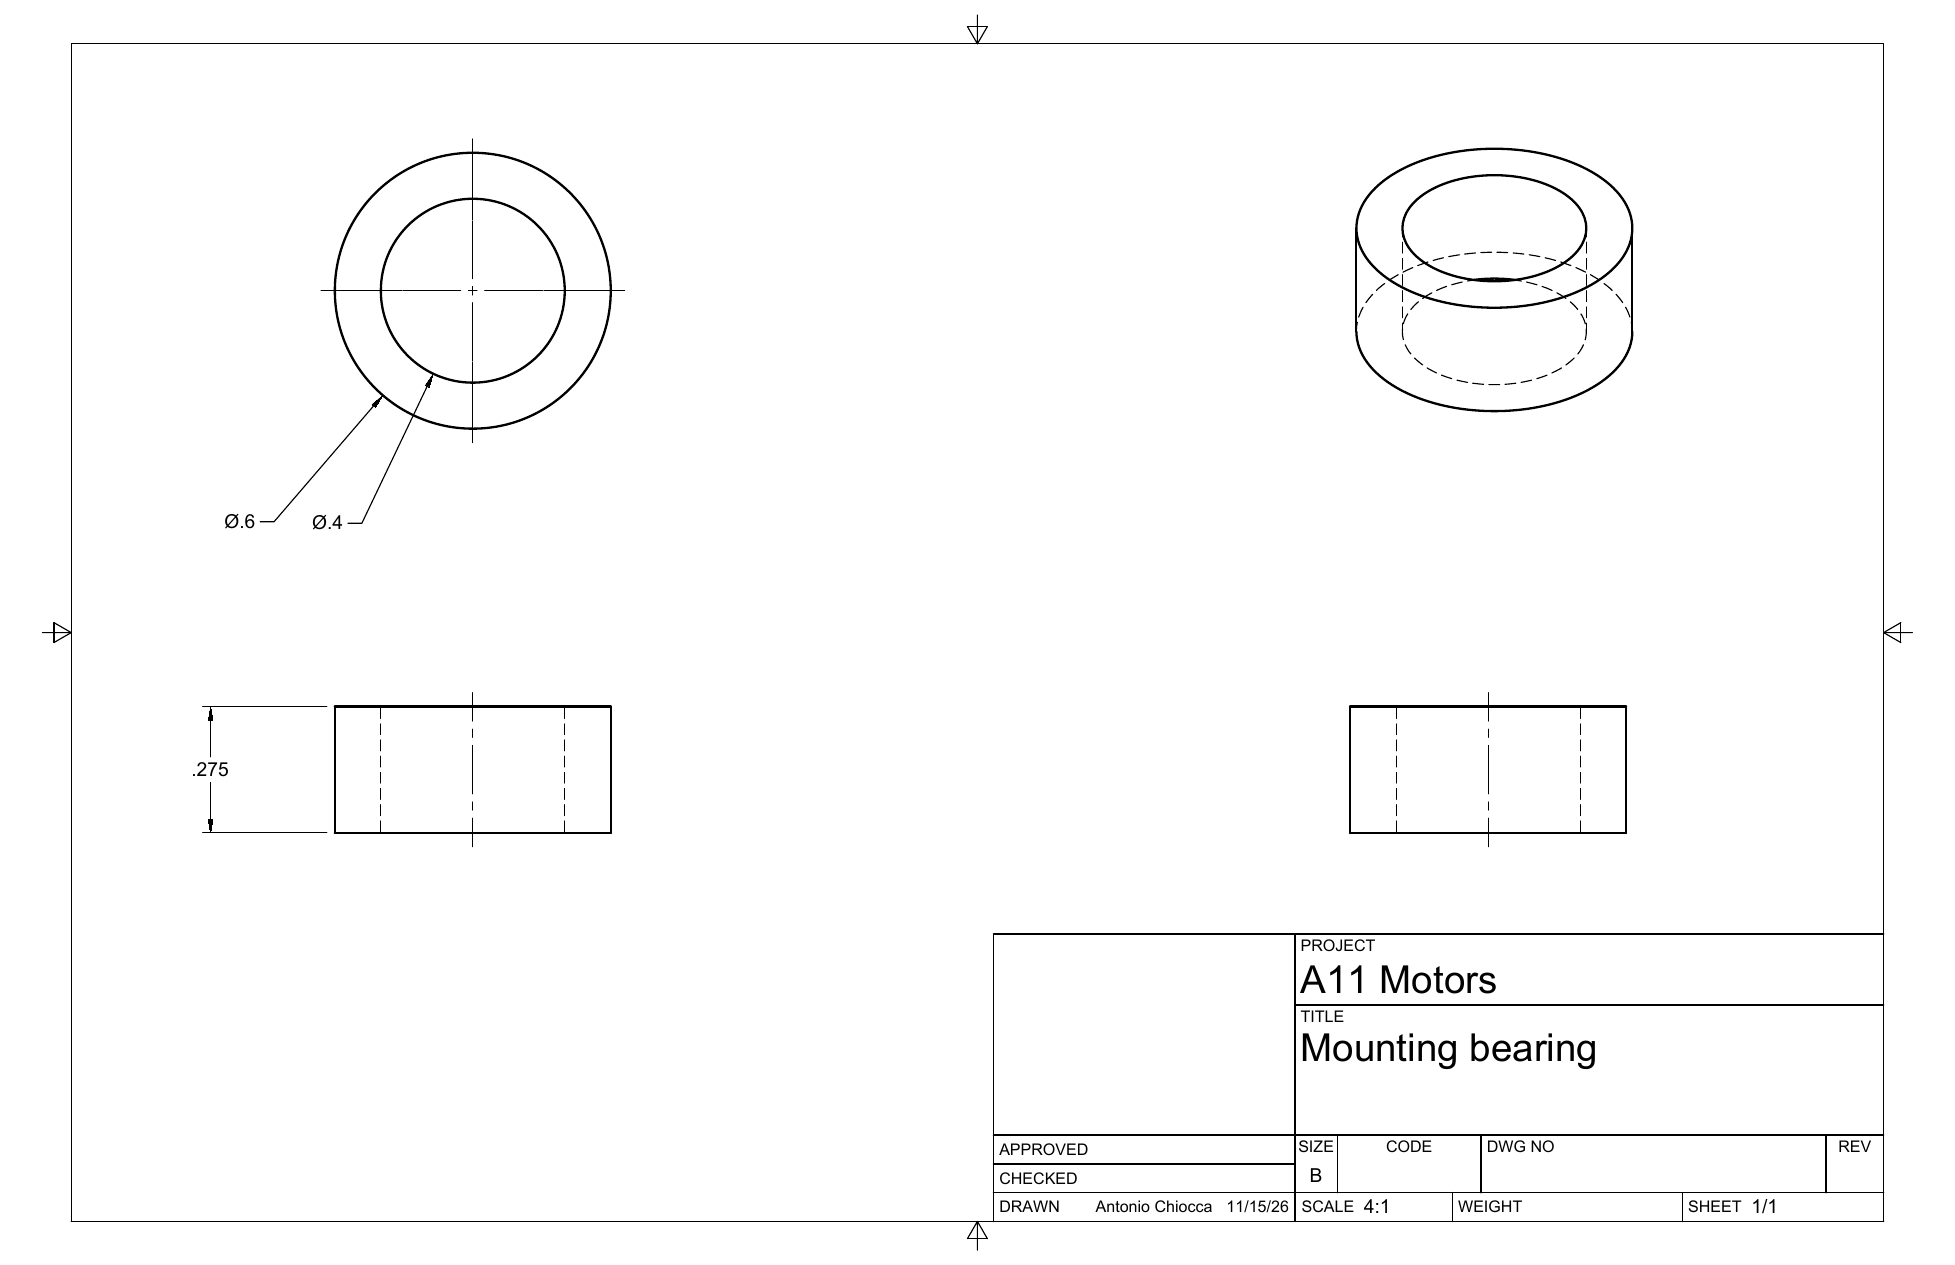 Ø.6
Ø.4
.275
PROJECT
A11 Motors
TITLE
Mounting bearing
APPROVED
CHECKED
DRAWN Antonio Chiocca 11/15/26
SIZE CODE DWG NO REV
B
SCALE 4:1 WEIGHT SHEET 1/1